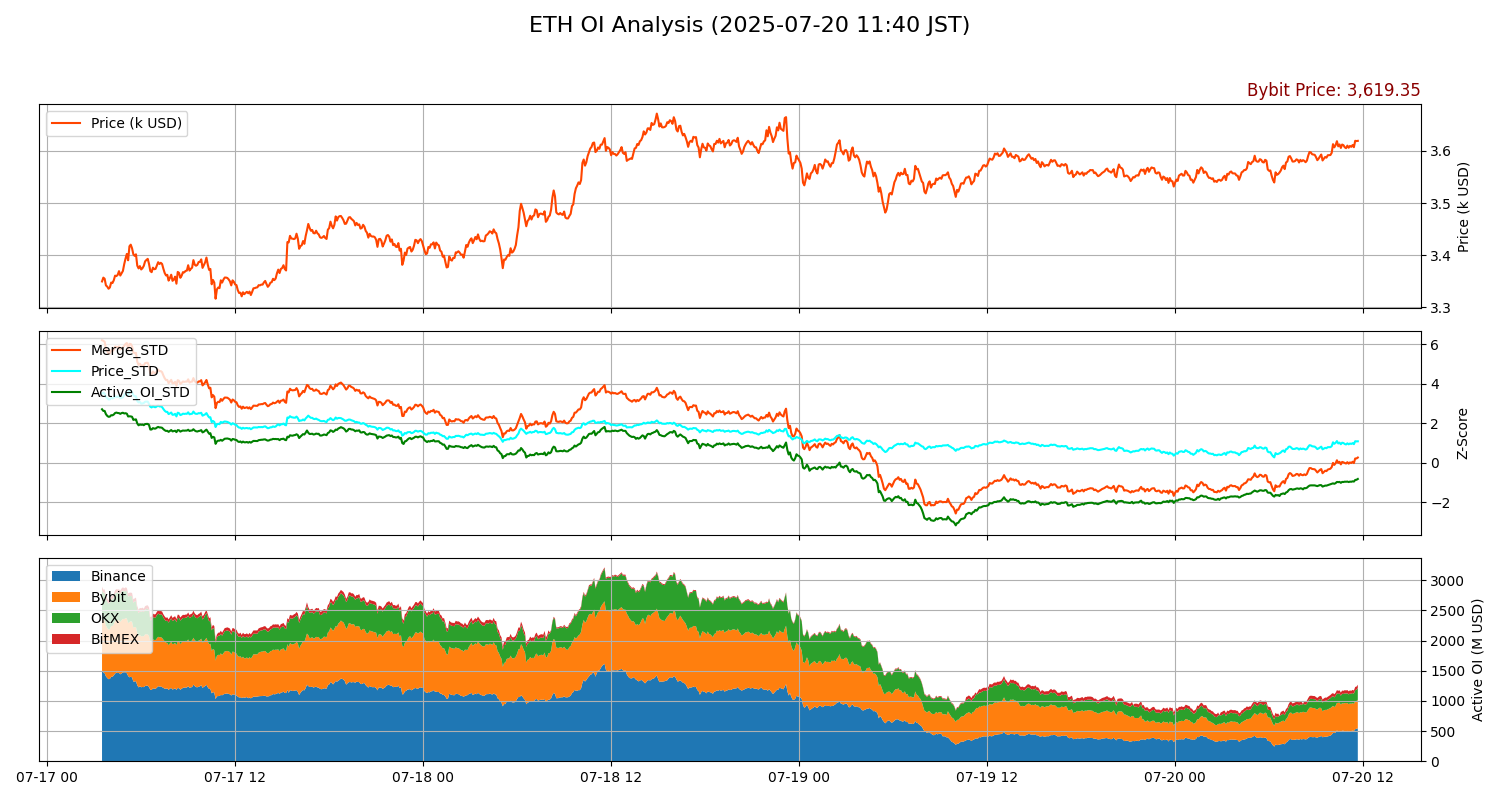 ETH OI Analysis (2025-07-20 11:40 JST)
Bybit Price: 3,619.35
Price (k USD)
3.6
3.5
3.4
3.3
Price (k USD)
Merge_STD
Price_STD
Active_OI_STD
6
4
2
0
−2
Z-Score
Binance
Bybit
OKX
BitMEX
3000
2500
2000
1500
1000
500
0
Active OI (M USD)
07-17 00
07-17 12
07-18 00
07-18 12
07-19 00
07-19 12
07-20 00
07-20 12